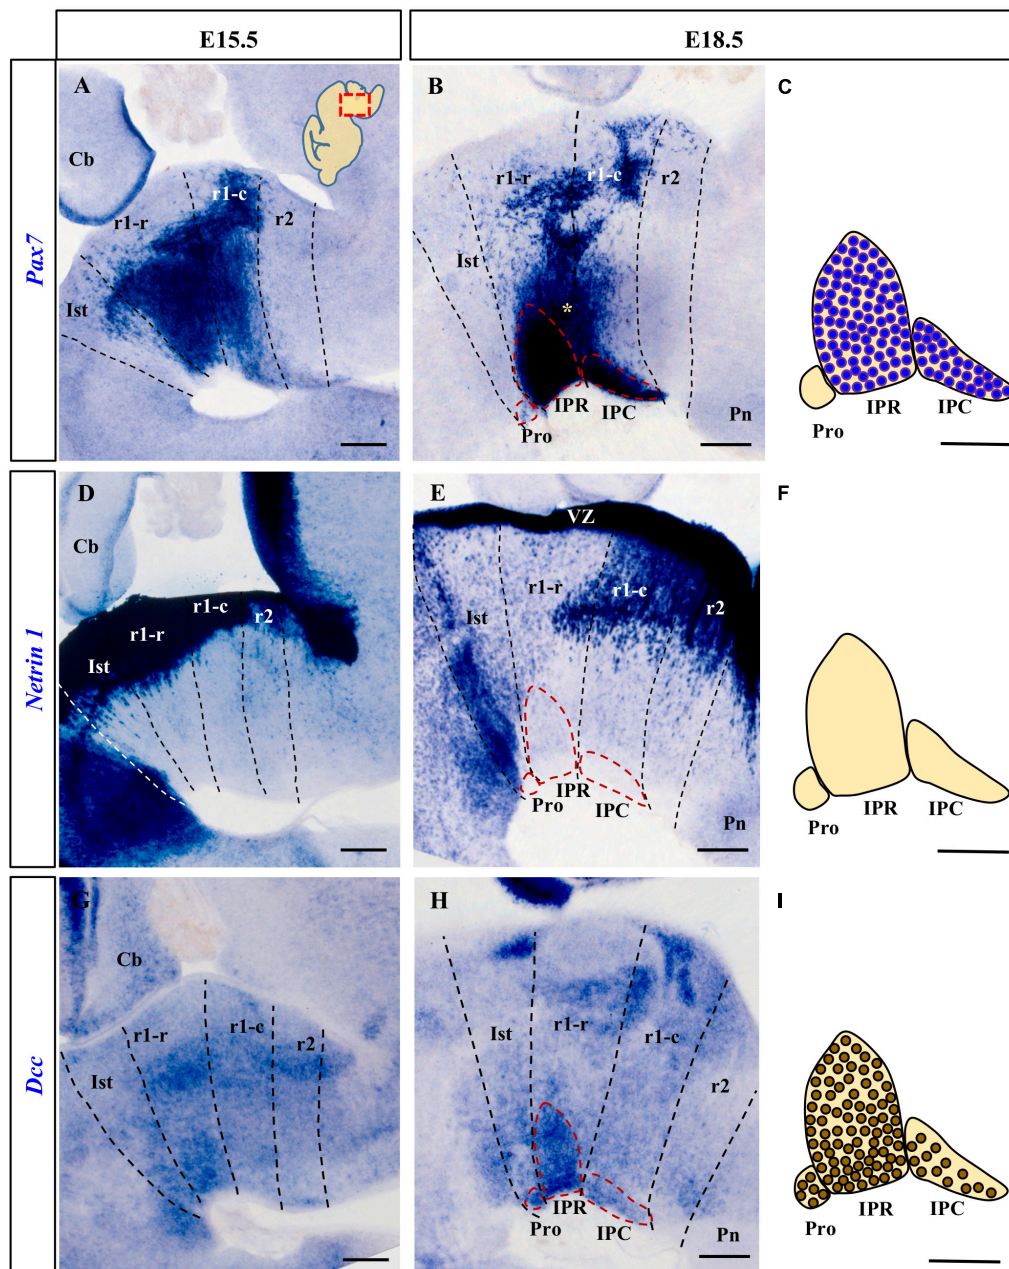 E15.5
E18.5
Pax7
A
Cb
r1-r
r1-c
r2
Ist
B
r1-r
r1-c
r2
Ist
*
IPR
IPC
Pro
Pn
C
IPR
IPC
Pro
Netrin 1
D
Cb
r1-c
r2
r1-r
Ist
E
VZ
r1-r
r1-c
r2
Ist
Pro
IPR
IPC
Pn
F
IPR
IPC
Pro
Dcc
G
Cb
r1-r
r1-c
r2
Ist
H
Ist
r1-r
r1-c
r2
IPR
Pro
IPC
Pn
I
IPR
IPC
Pro